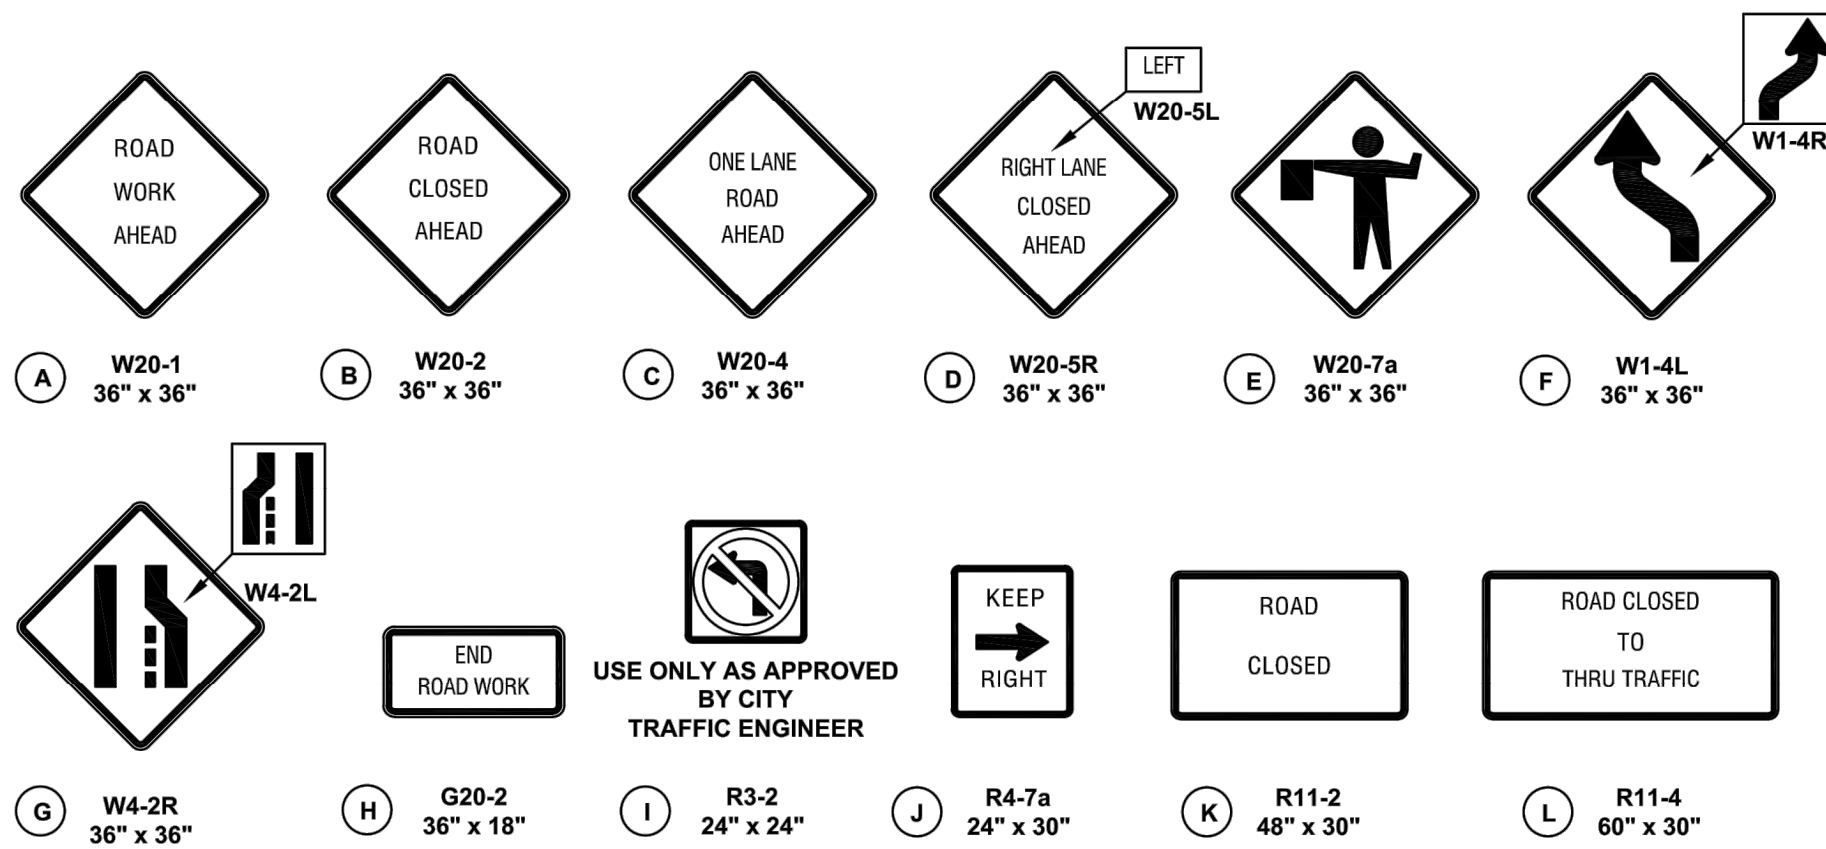 ROAD
WORK
AHEAD
A
W20-1
36" x 36"
ROAD
CLOSED
AHEAD
B
W20-2
36" x 36"
ONE LANE
ROAD
AHEAD
C
W20-4
36" x 36"
LEFT
W20-5L
RIGHT LANE
CLOSED
AHEAD
D
W20-5R
36" x 36"
E
W20-7a
36" x 36"
W1-4R
F
W1-4L
36" x 36"
W4-2L
G
W4-2R
36" x 36"
END
ROAD WORK
H
G20-2
36" x 18"
USE ONLY AS APPROVED
BY CITY
TRAFFIC ENGINEER
I
R3-2
24" x 24"
KEEP
RIGHT
J
R4-7a
24" x 30"
ROAD
CLOSED
K
R11-2
48" x 30"
ROAD CLOSED
TO
THRU TRAFFIC
L
R11-4
60" x 30"